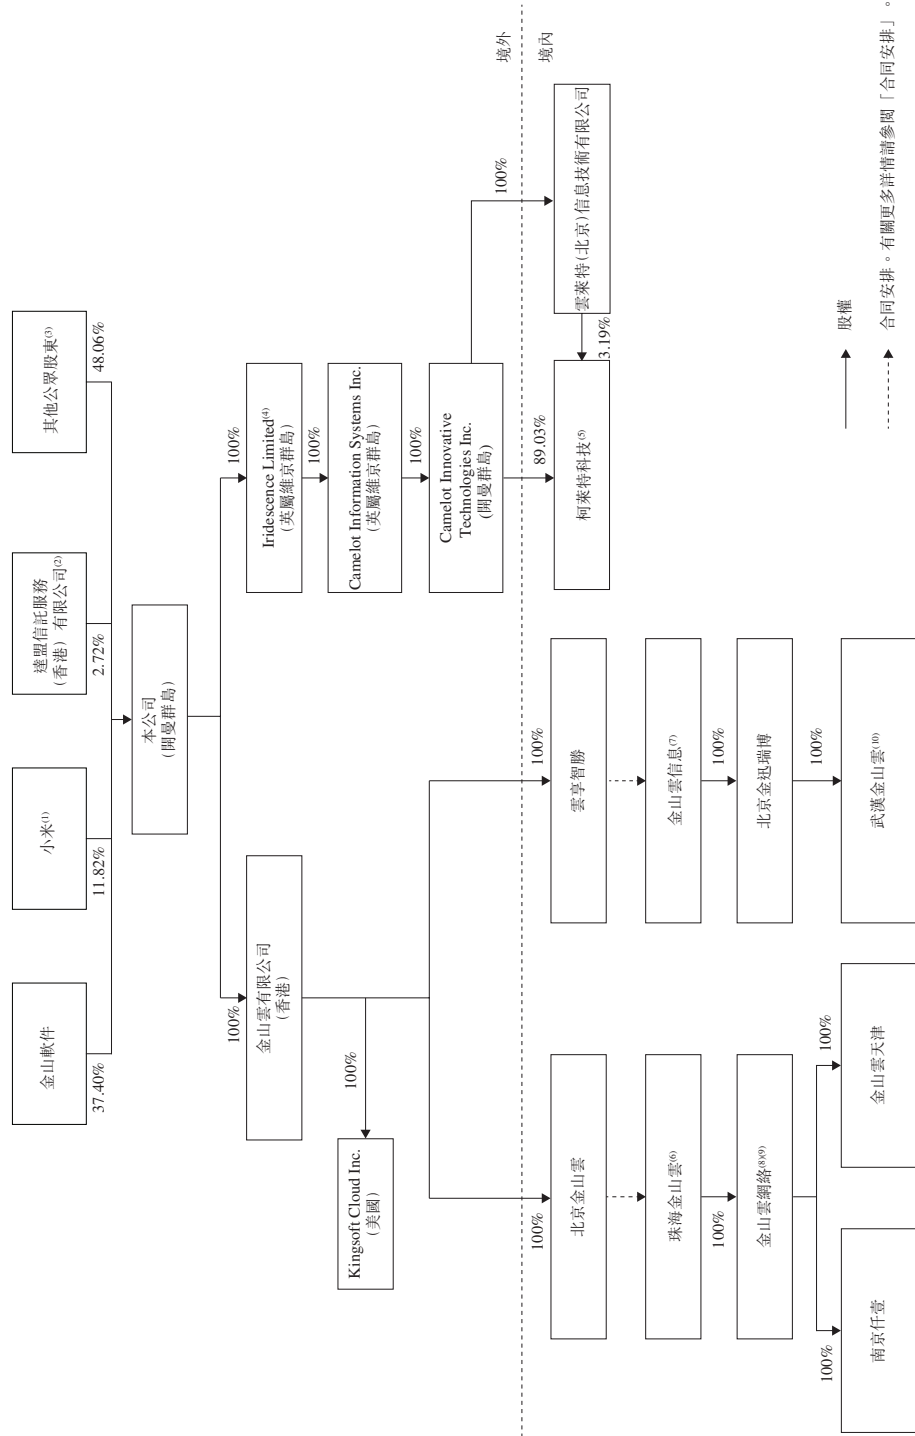 金山軟件
小米(1)
達盟信託服務
(香港)有限公司(2)
其他公眾股東(3)
37.40%
11.82%
2.72%
48.06%
本公司
(開曼群島)
100%
100%
金山雲有限公司
(香港)
Iridescence Limited(4)
(英屬維京群島)
100%
100%
Kingsoft Cloud Inc.
(美國)
Camelot Information Systems Inc.
(英屬維京群島)
100%
Camelot Innovative
Technologies Inc.
(開曼群島)
100%
境外
境內
100%
100%
89.03%
北京金山雲
雲享智勝
柯萊特科技(5)
3.19%
雲萊特(北京)信息技術有限公司
珠海金山雲(6)
金山雲信息(7)
100%
100%
金山雲網絡(8)(9)
北京金迅瑞博
100%
100%
100%
南京仟壹
金山雲天津
武漢金山雲(10)
股權
合同安排。有關更多詳情請參閱「合同安排」。